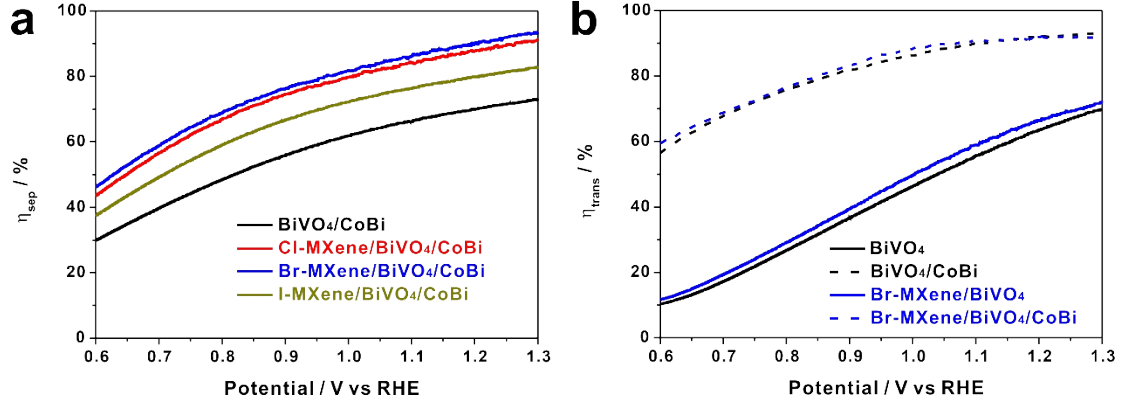 a
100
80
60
40
20
0
η_sep / %
BiVO₄/CoBi
Cl-MXene/BiVO₄/CoBi
Br-MXene/BiVO₄/CoBi
I-MXene/BiVO₄/CoBi
0.6 0.7 0.8 0.9 1.0 1.1 1.2 1.3
Potential / V vs RHE
b
100
80
60
40
20
0
η_trans / %
BiVO₄
BiVO₄/CoBi
Br-MXene/BiVO₄
Br-MXene/BiVO₄/CoBi
0.6 0.7 0.8 0.9 1.0 1.1 1.2 1.3
Potential / V vs RHE